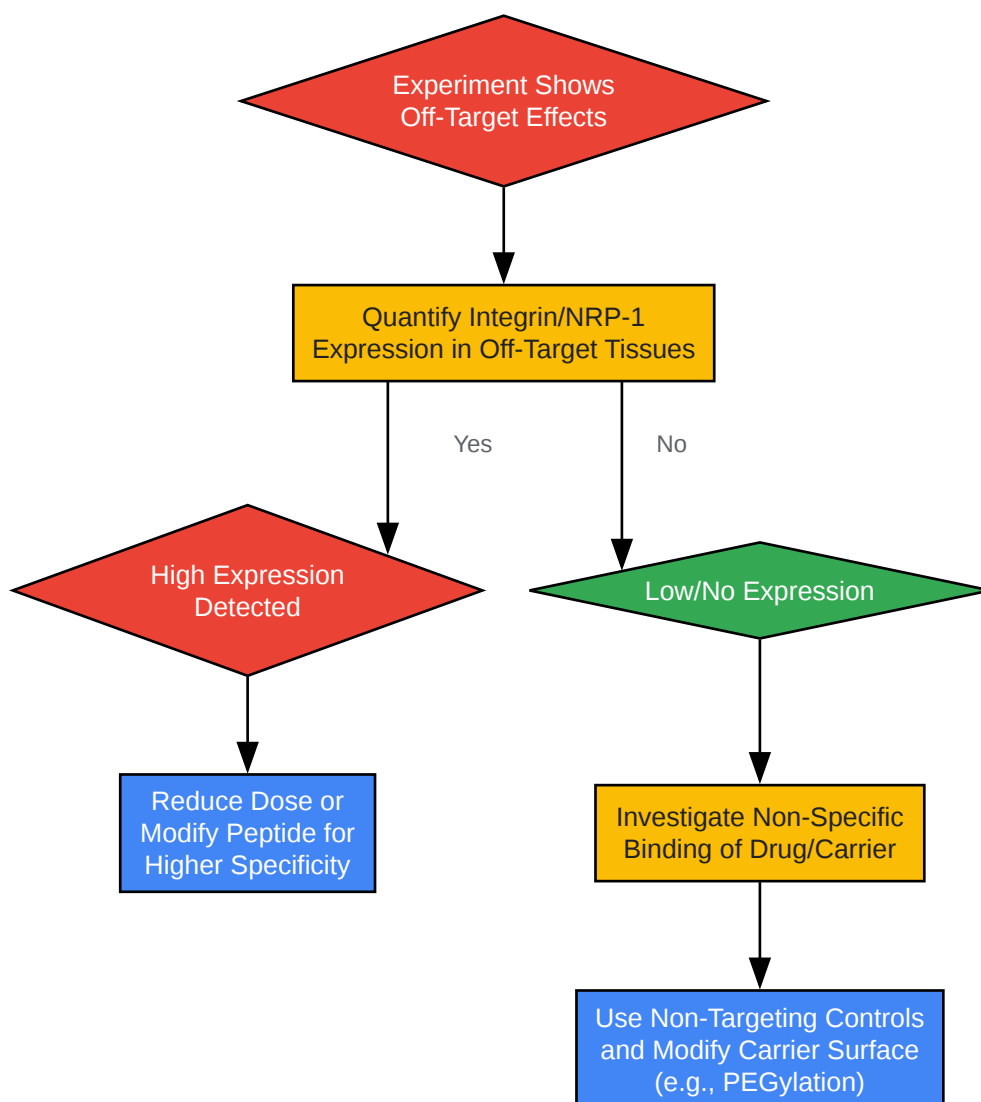 Experiment Shows
Off-Target Effects
Quantify Integrin/NRP-1
Expression in Off-Target Tissues
Yes
No
High Expression
Detected
Low/No Expression
Reduce Dose or
Modify Peptide for
Higher Specificity
Investigate Non-Specific
Binding of Drug/Carrier
Use Non-Targeting Controls
and Modify Carrier Surface
(e.g., PEGylation)